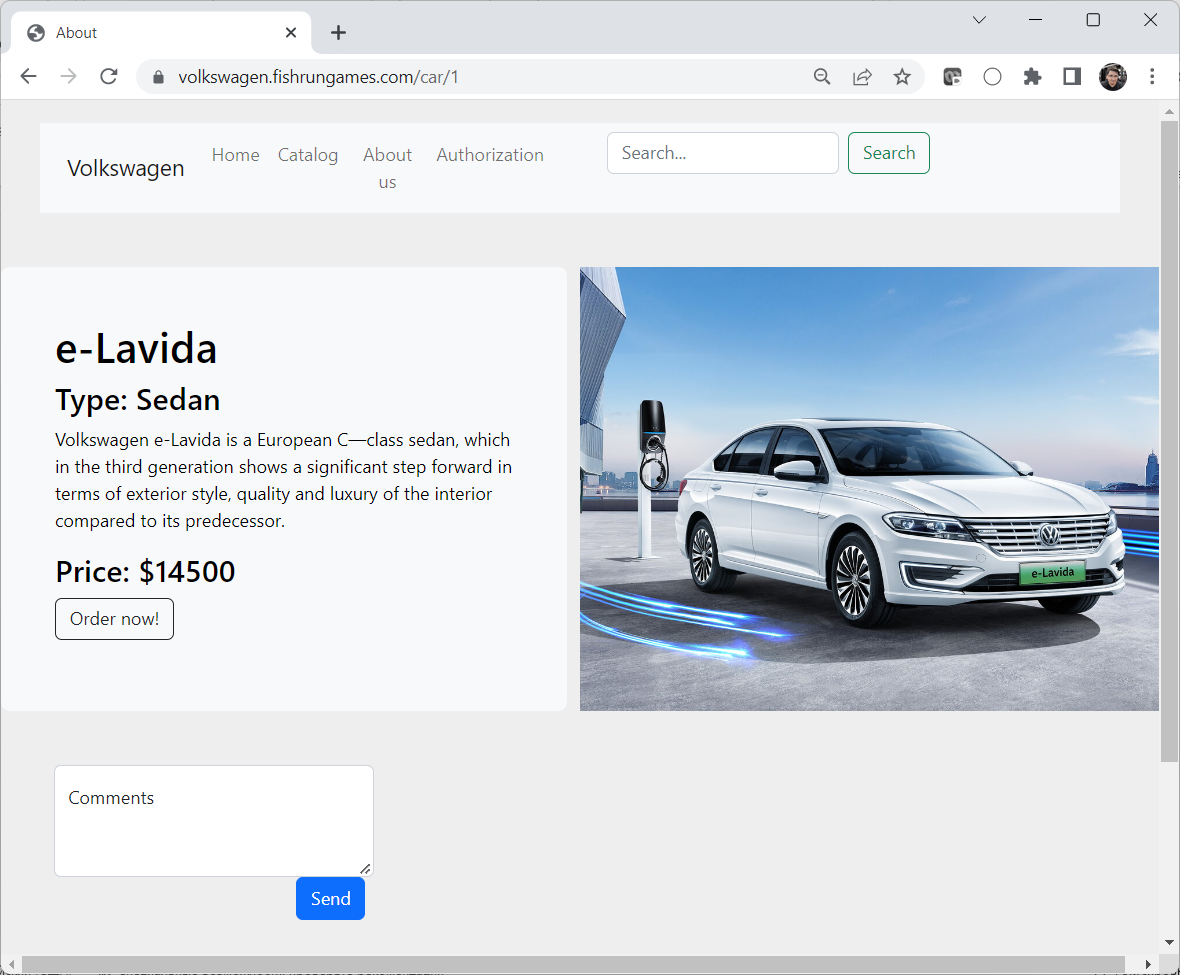 About
volkswagen.fishrungames.com/car/1
Volkswagen
Home
Catalog
About
us
Authorization
Search...
Search
e-Lavida
Type: Sedan
Volkswagen e-Lavida is a European C—class sedan, which
in the third generation shows a significant step forward in
terms of exterior style, quality and luxury of the interior
compared to its predecessor.
Price: $14500
Order now!
e-Lavida
Comments
Send